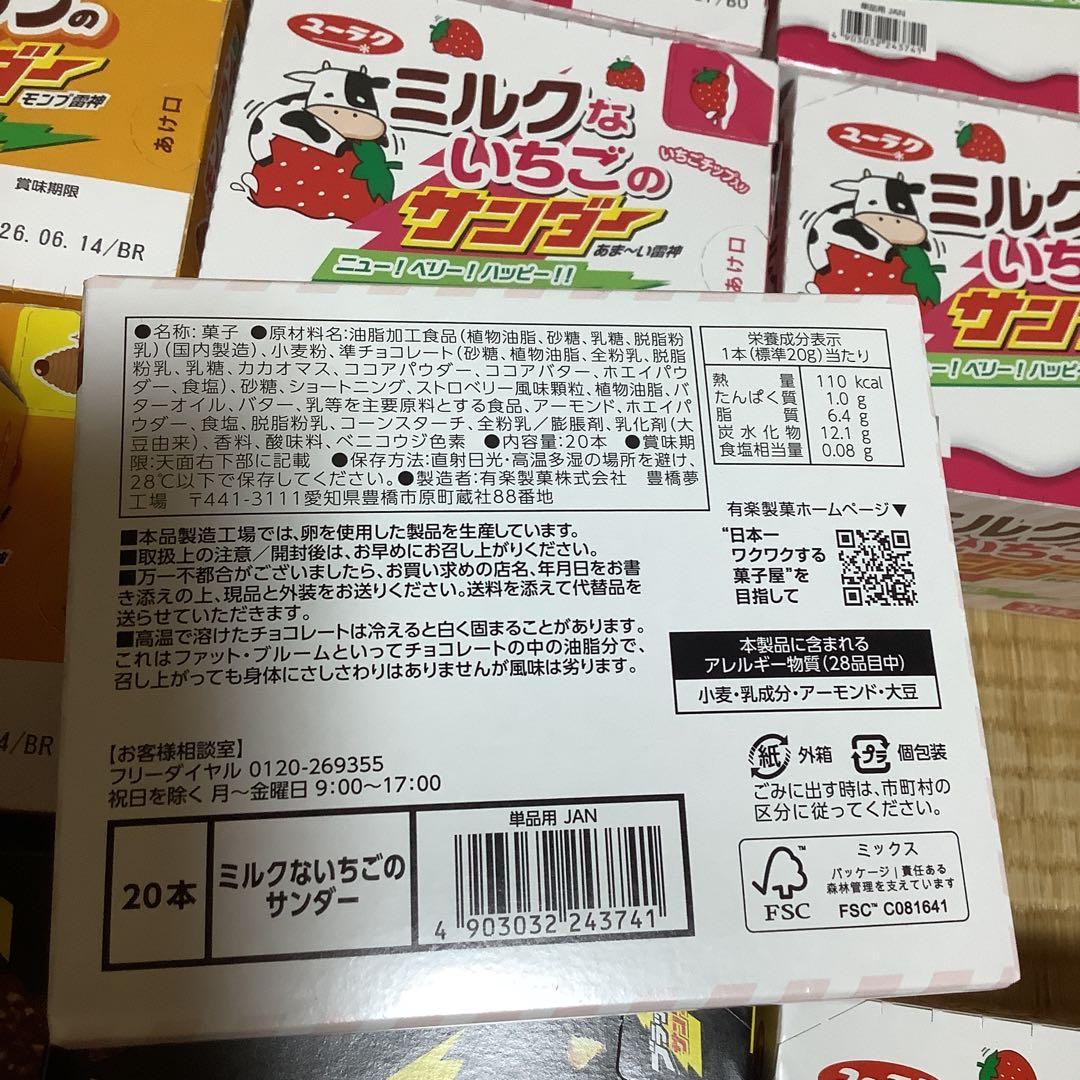 ンの
ダー
モンブ雷神
あけ口
賞味期限
26.06.14/BR
ユーラク
ミルクな
いちごの
サンダー
あま〜い雷神
いちごチップ入り
ニュー!ベリー!ハッピー!!
あけ口
単品用 JAN
4 903032 243741
ユーラク
ミルク
いち
サン
!ベリー!ハッピ
4/BR
●名称:菓子 ●原材料名:油脂加工食品(植物油脂、砂糖、乳糖、脱脂粉
乳)(国内製造)、小麦粉、準チョコレート(砂糖、植物油脂、全粉乳、脱脂
粉乳、乳糖、カカオマス、ココアパウダー、ココアバター、ホエイパウ
ダー、食塩)、砂糖、ショートニング、ストロベリー風味顆粒、植物油脂、バ
ターオイル、バター、乳等を主要原料とする食品、アーモンド、ホエイパ
ウダー、食塩、脱脂粉乳、コーンスターチ、全粉乳/膨脹剤、乳化剤(大
豆由来)、香料、酸味料、ベニコウジ色素 ●内容量:20本 ●賞味期
限:天面右下部に記載 ●保存方法:直射日光・高温多湿の場所を避け、
28℃以下で保存してください。●製造者:有楽製菓株式会社 豊橋夢
工場 〒441-3111愛知県豊橋市原町蔵社88番地
栄養成分表示
1本(標準20g)当たり
熱量 110 kcal
たんぱく質 1.0 g
脂質 6.4 g
炭水化物 12.1 g
食塩相当量 0.08 g
■本品製造工場では、卵を使用した製品を生産しています。
■取扱上の注意/開封後は、お早めにお召し上がりください。
■万一不都合がございましたら、お買い求めの店名、年月日をお書
き添えの上、現品と外装をお送りください。送料を添えて代替品を
送らせていただきます。
■高温で溶けたチョコレートは冷えると白く固まることがあります。
これはファット・ブルームといってチョコレートの中の油脂分で、
召し上がっても身体にさしさわりはありませんが風味は劣ります。
有楽製菓ホームページ▼
“日本一
ワクワクする
菓子屋”を
目指して
本製品に含まれる
アレルギー物質(28品目中)
小麦・乳成分・アーモンド・大豆
【お客様相談室】
フリーダイヤル 0120-269355
祝日を除く 月〜金曜日 9:00〜17:00
紙 外箱 プラ 個包装
ごみに出す時は、市町村の
区分に従ってください。
20本
ミルクないちごの
サンダー
単品用 JAN
4 903032 243741
FSC
ミックス
パッケージ|責任ある
森林管理を支えています
FSC™ C081641